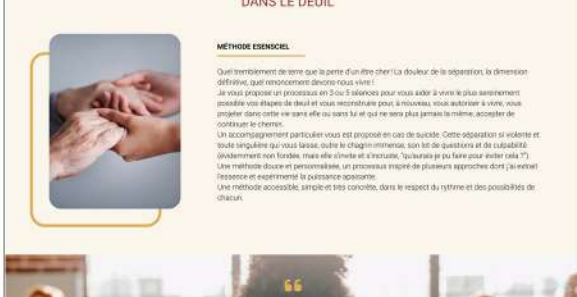 DANS LE DEUIL
MÉTHODE ESENSCIEL
Quel tremblement de terre que la perte d'un être cher ! La douleur de la séparation, la dimension
définitive, quel renoncement devons-nous vivre !
Je vous propose un processus en 3 ou 5 séances pour vous aider à vivre le plus sereinement
possible vos étapes de deuil et vous reconstruire pour, à nouveau, vous autoriser à vivre, vous
projeter dans cette vie sans elle ou sans lui et qui ne sera plus jamais la même, accepter de
continuer le chemin.
Un accompagnement particulier vous est proposé en cas de suicide. Cette séparation si violente et
toute singulière qui vous laisse, outre le chagrin immense, son lot de questions et de culpabilité
(évidemment non fondée, mais elle s'invite et s'incruste, "qu'aurais-je pu faire pour éviter cela ?").
Une méthode douce et personnalisée, un processus inspiré de plusieurs approches dont j'ai extrait
l'essence et expérimenté la puissance apaisante.
Une méthode accessible, simple et très concrète, dans le respect du rythme et des possibilités de
chacun.